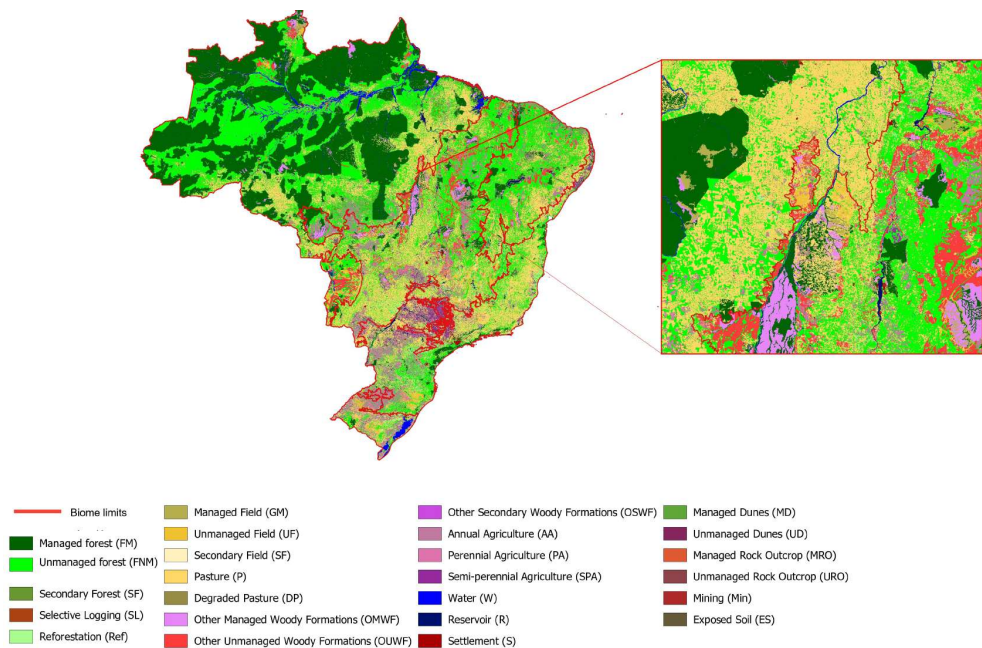 Biome limits
Managed forest (FM)
Unmanaged forest (FNM)
Secondary Forest (SF)
Selective Logging (SL)
Reforestation (Ref)
Managed Field (GM)
Unmanaged Field (UF)
Secondary Field (SF)
Pasture (P)
Degraded Pasture (DP)
Other Managed Woody Formations (OMWF)
Other Unmanaged Woody Formations (OUWF)
Other Secondary Woody Formations (OSWF)
Annual Agriculture (AA)
Perennial Agriculture (PA)
Semi-perennial Agriculture (SPA)
Water (W)
Reservoir (R)
Settlement (S)
Managed Dunes (MD)
Unmanaged Dunes (UD)
Managed Rock Outcrop (MRO)
Unmanaged Rock Outcrop (URO)
Mining (Min)
Exposed Soil (ES)